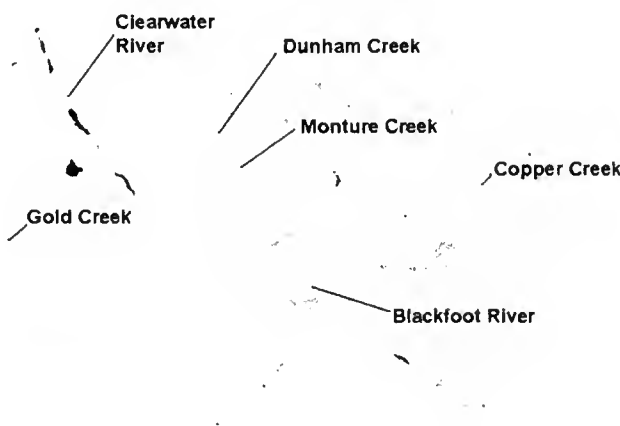 Clearwater
River
Dunham Creek
Monture Creek
Copper Creek
Gold Creek
Blackfoot River